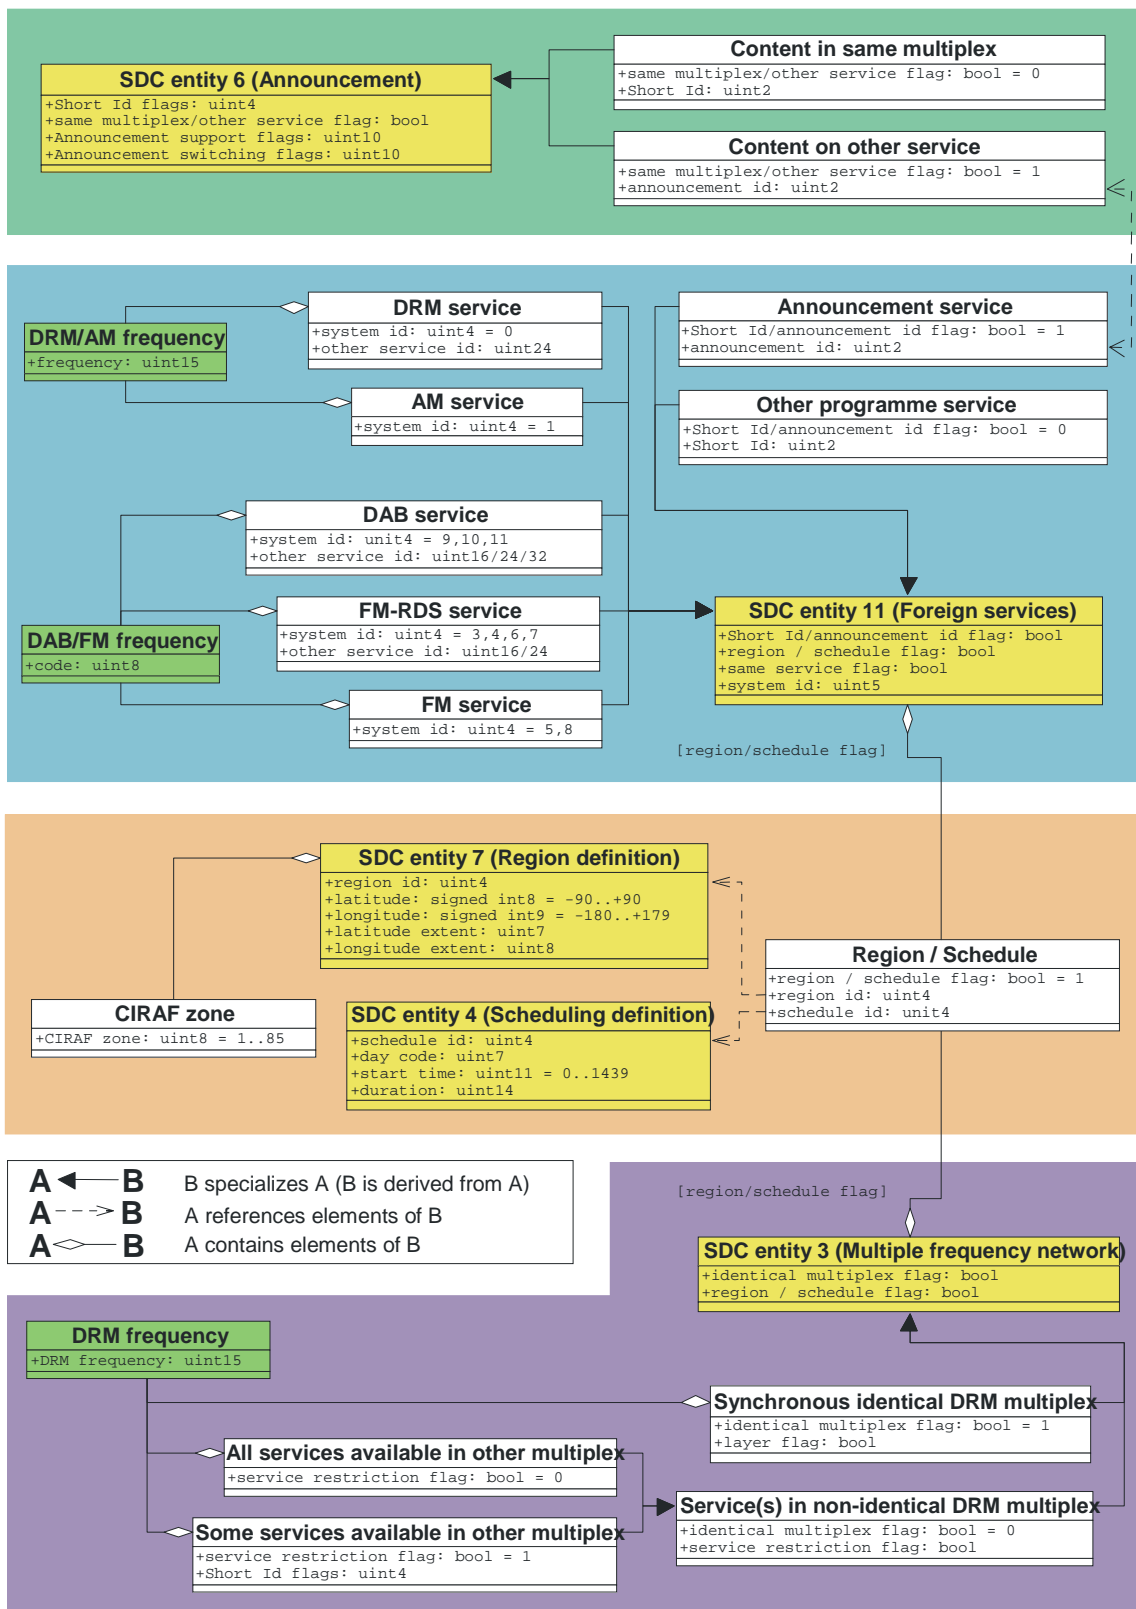 Content in same multiplex
+same multiplex/other service flag: bool = 0
+Short Id: uint2
SDC entity 6 (Announcement)
+Short Id flags: uint4
+same multiplex/other service flag: bool
+Announcement support flags: uint10
+Announcement switching flags: uint10
Content on other service
+same multiplex/other service flag: bool = 1
+announcement id: uint2
DRM service
+system id: uint4 = 0
+other service id: uint24
Announcement service
+Short Id/announcement id flag: bool = 1
+announcement id: uint2
DRM/AM frequency
+frequency: uint15
AM service
+system id: uint4 = 1
Other programme service
+Short Id/announcement id flag: bool = 0
+Short Id: uint2
DAB service
+system id: unit4 = 9,10,11
+other service id: uint16/24/32
FM-RDS service
+system id: uint4 = 3,4,6,7
+other service id: uint16/24
DAB/FM frequency
+code: uint8
SDC entity 11 (Foreign services)
+Short Id/announcement id flag: bool
+region / schedule flag: bool
+same service flag: bool
+system id: uint5
FM service
+system id: uint4 = 5,8
[region/schedule flag]
SDC entity 7 (Region definition)
+region id: uint4
+latitude: signed int8 = -90..+90
+longitude: signed int9 = -180..+179
+latitude extent: uint7
+longitude extent: uint8
Region / Schedule
+region / schedule flag: bool = 1
+region id: uint4
+schedule id: unit4
CIRAF zone
+CIRAF zone: uint8 = 1..85
SDC entity 4 (Scheduling definition)
+schedule id: uint4
+day code: uint7
+start time: uint11 = 0..1439
+duration: uint14
A B B specializes A (B is derived from A)
A B A references elements of B
A B A contains elements of B
[region/schedule flag]
SDC entity 3 (Multiple frequency network)
+identical multiplex flag: bool
+region / schedule flag: bool
DRM frequency
+DRM frequency: uint15
Synchronous identical DRM multiplex
+identical multiplex flag: bool = 1
+layer flag: bool
All services available in other multiplex
+service restriction flag: bool = 0
Service(s) in non-identical DRM multiplex
+identical multiplex flag: bool = 0
+service restriction flag: bool
Some services available in other multiplex
+service restriction flag: bool = 1
+Short Id flags: uint4